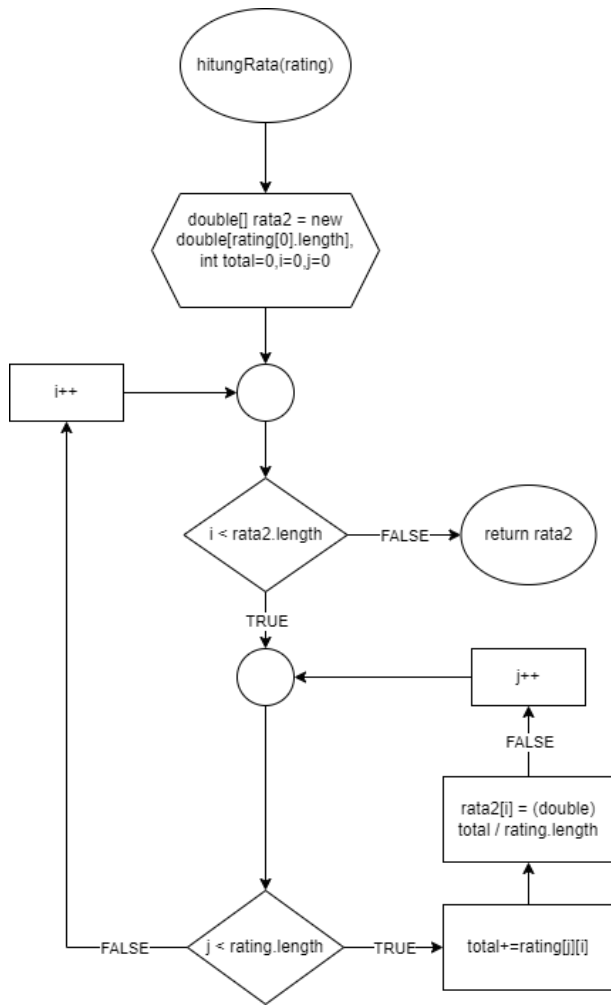 hitungRata(rating)
double[] rata2 = new
double[rating[0].length],
int total=0,i=0,j=0
i++
i < rata2.length
FALSE
return rata2
TRUE
j++
FALSE
rata2[i] = (double)
total / rating.length
j < rating.length
FALSE
TRUE
total+=rating[j][i]